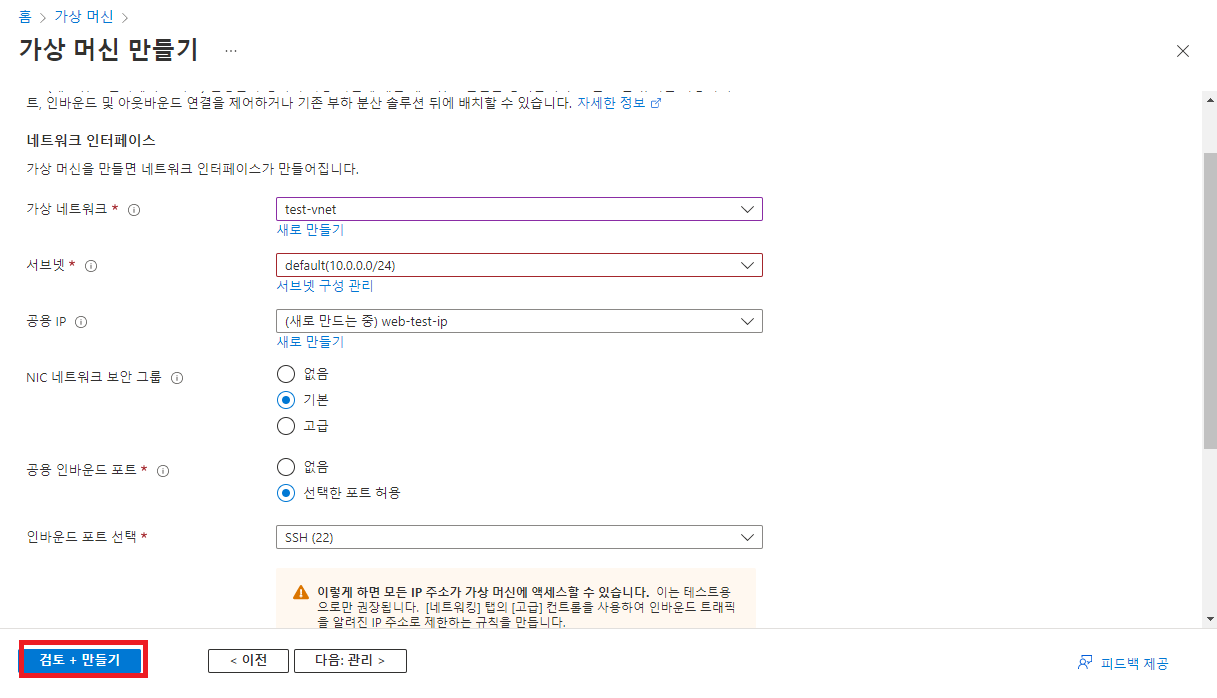 홈 > 가상 머신 >
가상 머신 만들기 ...
트, 인바운드 및 아웃바운드 연결을 제어하거나 기존 부하 분산 솔루션 뒤에 배치할 수 있습니다. 자세한 정보
네트워크 인터페이스
가상 머신을 만들면 네트워크 인터페이스가 만들어집니다.
가상 네트워크 *
test-vnet
새로 만들기
서브넷 *
default(10.0.0.0/24)
서브넷 구성 관리
공용 IP
(새로 만드는 중) web-test-ip
새로 만들기
NIC 네트워크 보안 그룹
없음
기본
고급
공용 인바운드 포트 *
없음
선택한 포트 허용
인바운드 포트 선택 *
SSH (22)
이렇게 하면 모든 IP 주소가 가상 머신에 액세스할 수 있습니다. 이는 테스트용
으로만 권장됩니다. [네트워킹] 탭의 [고급] 컨트롤을 사용하여 인바운드 트래픽
을 알려진 IP 주소로 제한하는 규칙을 만듭니다.
검토 + 만들기
< 이전
다음: 관리 >
피드백 제공